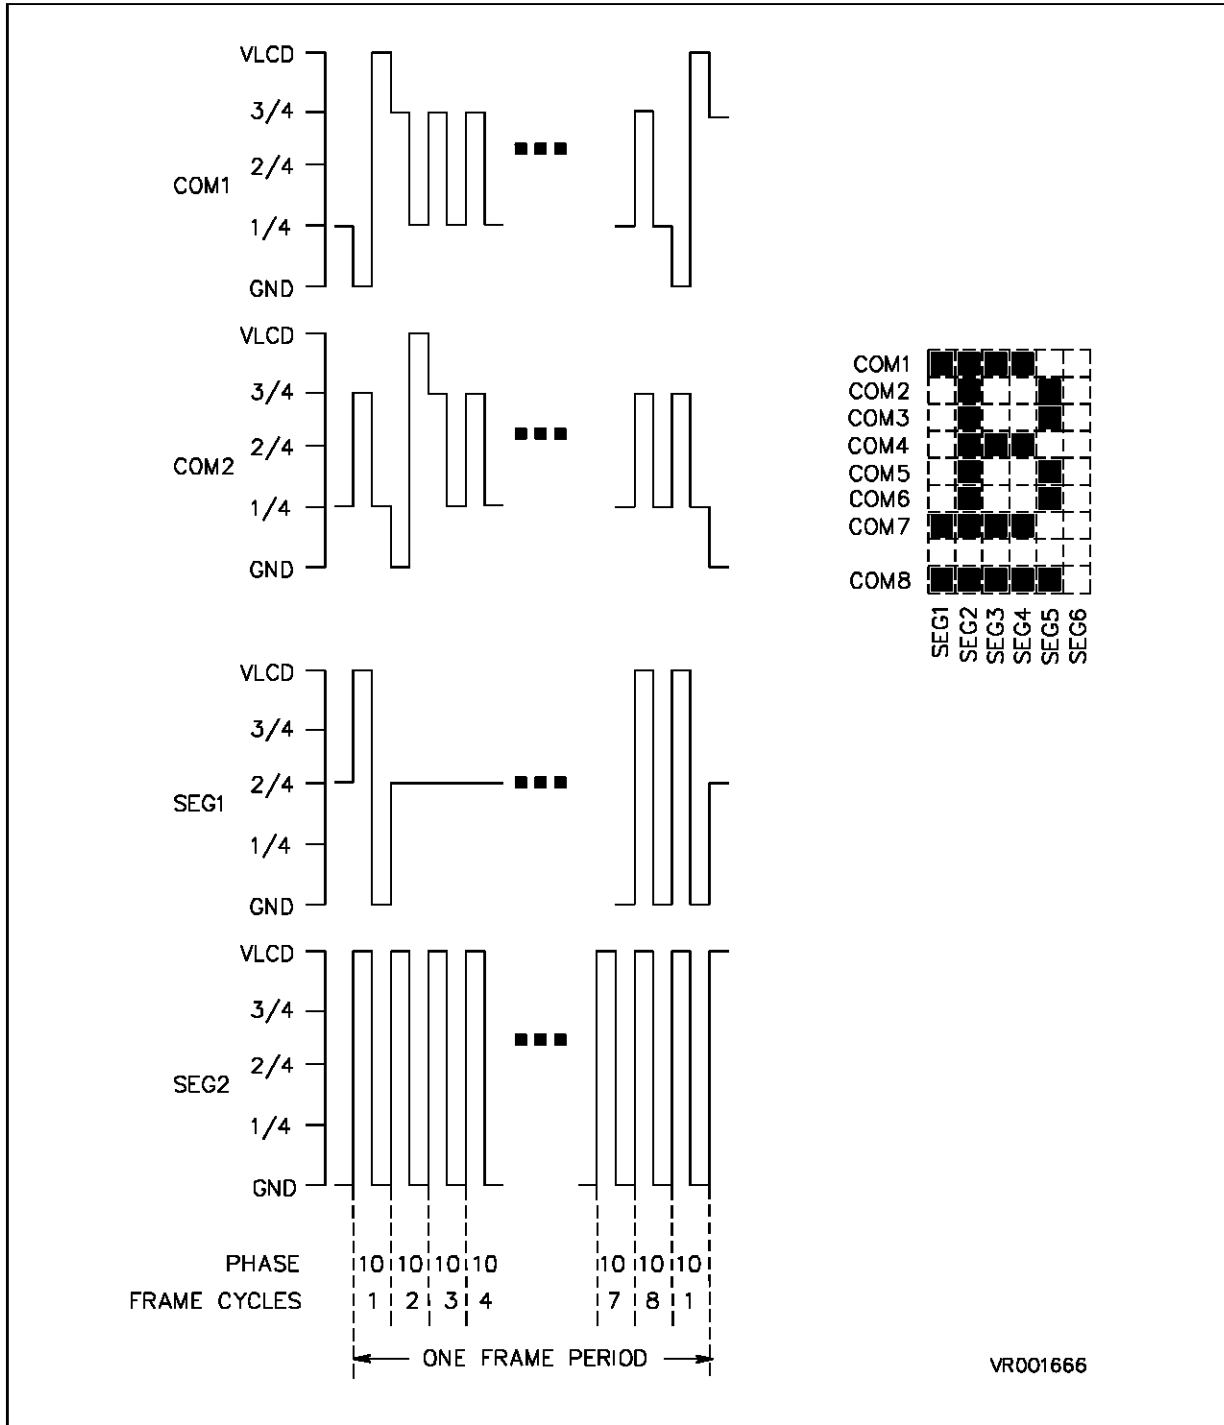 VLCD
3/4
2/4
COM1
1/4
GND
VLCD
3/4
2/4
COM2
1/4
GND
COM1
COM2
COM3
COM4
COM5
COM6
COM7
COM8
SEG1 SEG2 SEG3 SEG4 SEG5 SEG6
VLCD
3/4
2/4
SEG1
1/4
GND
VLCD
3/4
2/4
SEG2
1/4
GND
PHASE 10 10 10 10 10 10 10
FRAME CYCLES 1 2 3 4 7 8 1
ONE FRAME PERIOD
VR001666